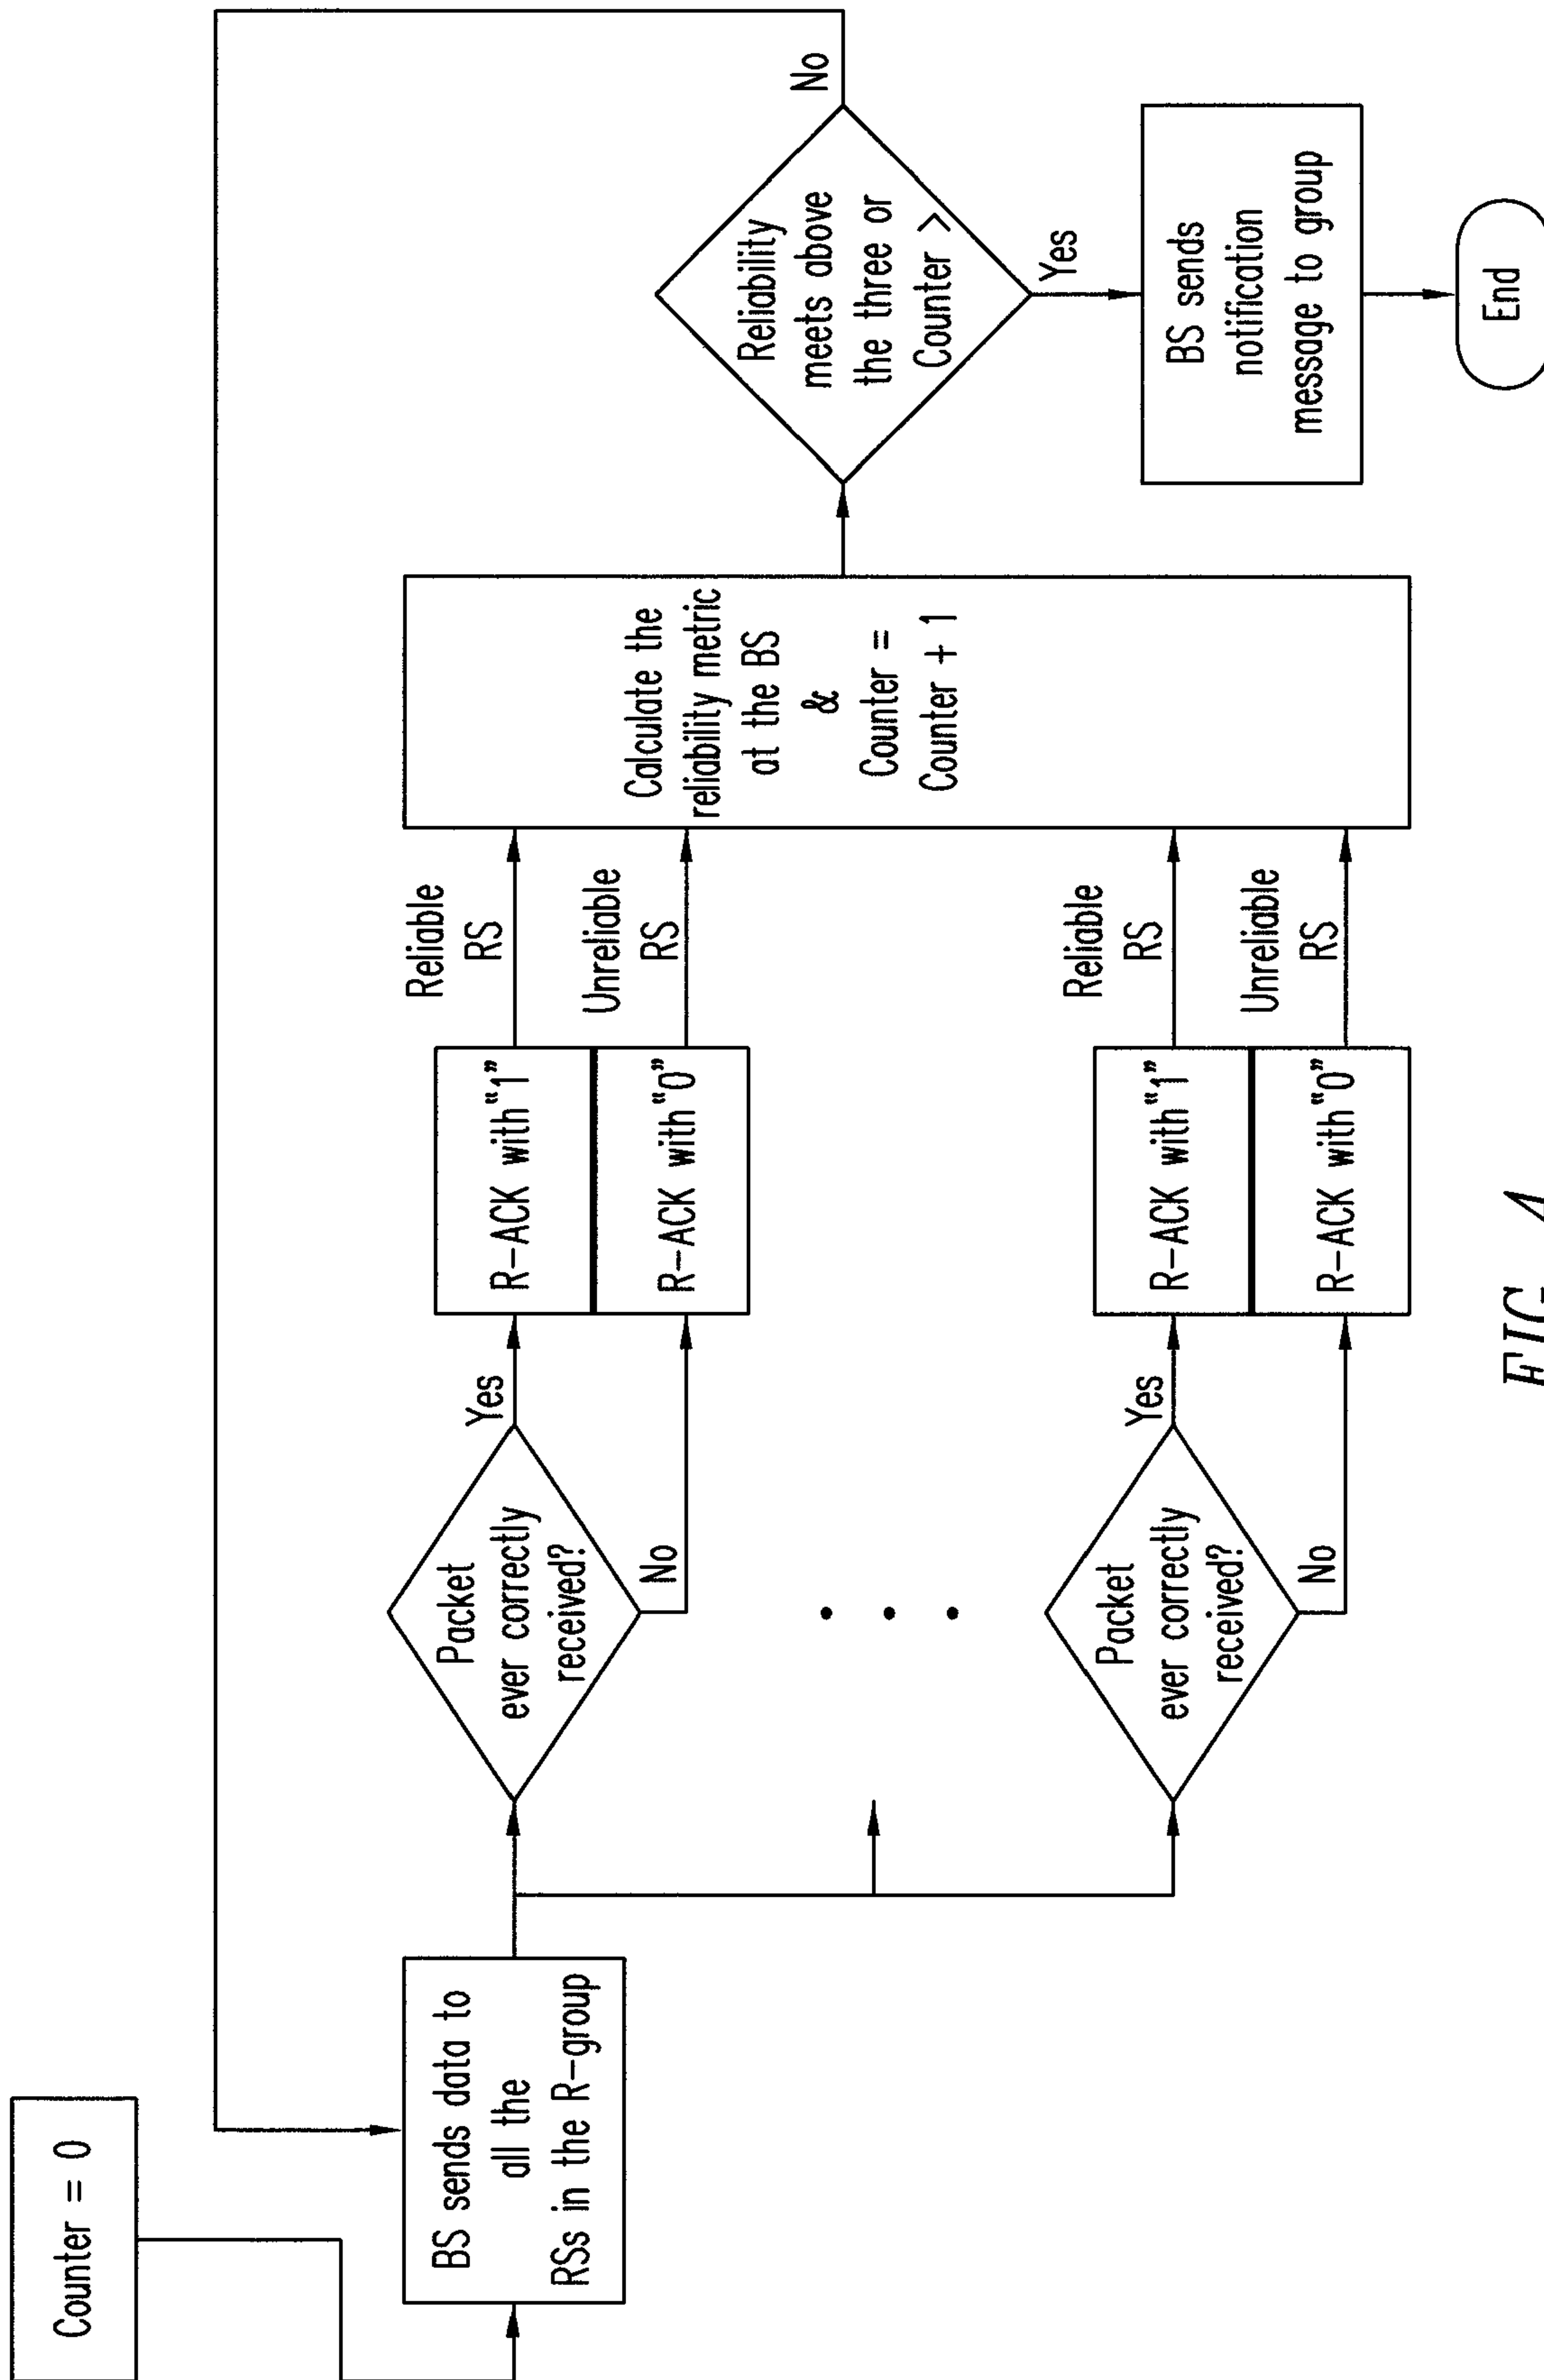 Counter = 0
BS sends data to
all the
RSs in the R-group
Packet
ever correctly
received?
Yes
No
R-ACK with "1"
R-ACK with "0"
Reliable
RS
Unreliable
RS
Packet
ever correctly
received?
Yes
No
R-ACK with "1"
R-ACK with "0"
Reliable
RS
Unreliable
RS
Calculate the
reliability metric
at the BS
&
Counter =
Counter + 1
Reliability
meets above
the three or
Counter >
No
Yes
BS sends
notification
message to group
End
FIG. 4